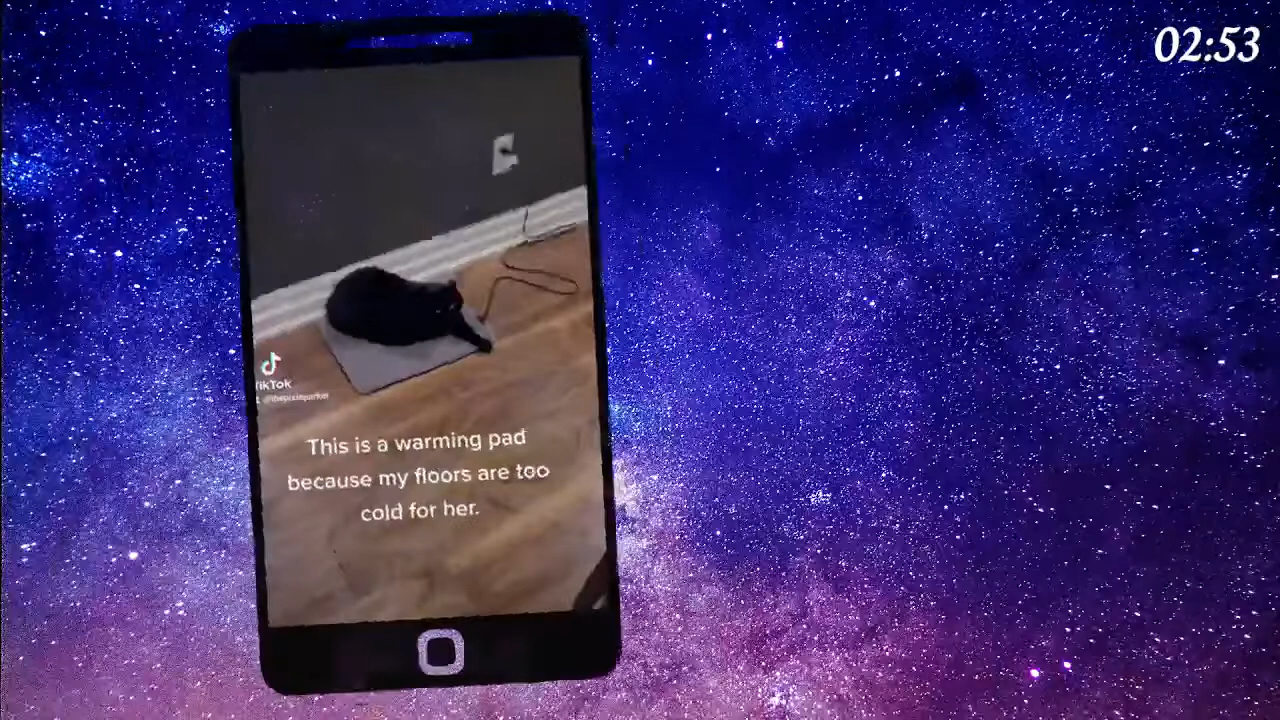 02:53
TikTok
This is a warming pad
because my floors are too
cold for her.